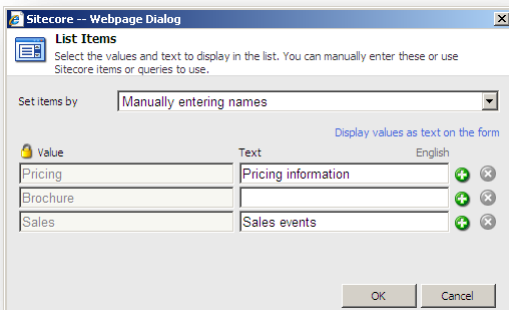 Sitecore -- Webpage Dialog
List Items
Select the values and text to display in the list. You can manually enter these or use
Sitecore items or queries to use.
Set items by Manually entering names
Display values as text on the form
Value Text English
Pricing Pricing information
Brochure
Sales Sales events
OK Cancel